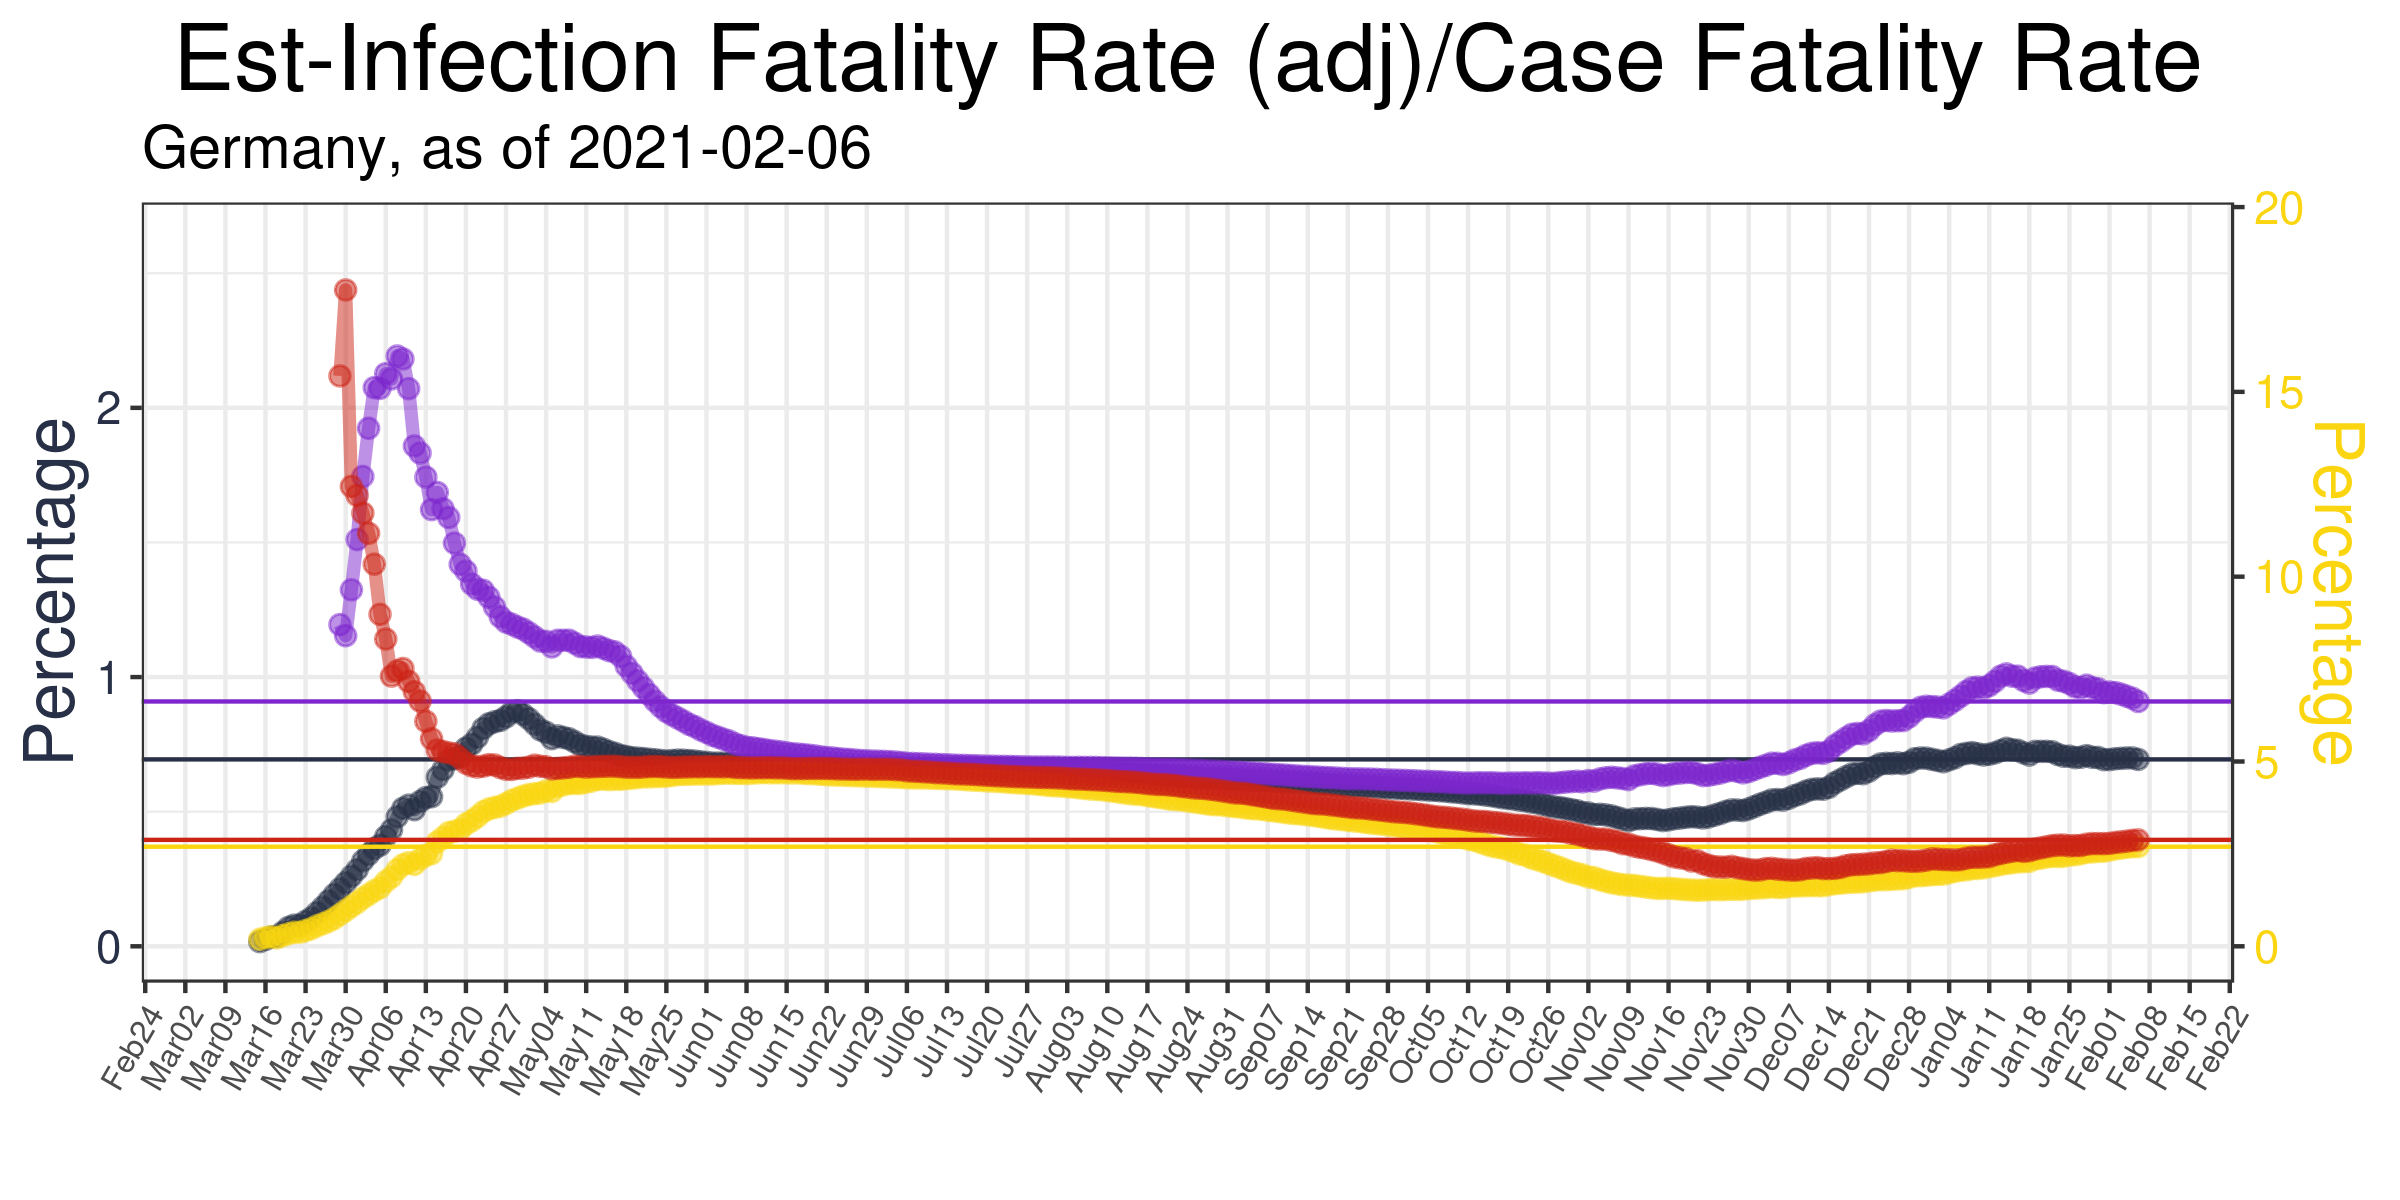 Est-Infection Fatality Rate (adj)/Case Fatality Rate
Germany, as of 2021-02-06
Percentage
2
1
0
20
15
10
5
0
Percentage
Feb24
Mar02
Mar09
Mar16
Mar23
Mar30
Apr06
Apr13
Apr20
Apr27
May04
May11
May18
May25
Jun01
Jun08
Jun15
Jun22
Jun29
Jul06
Jul13
Jul20
Jul27
Aug03
Aug10
Aug17
Aug24
Aug31
Sep07
Sep14
Sep21
Sep28
Oct05
Oct12
Oct19
Oct26
Nov02
Nov09
Nov16
Nov23
Nov30
Dec07
Dec14
Dec21
Dec28
Jan04
Jan11
Jan18
Jan25
Feb01
Feb08
Feb15
Feb22